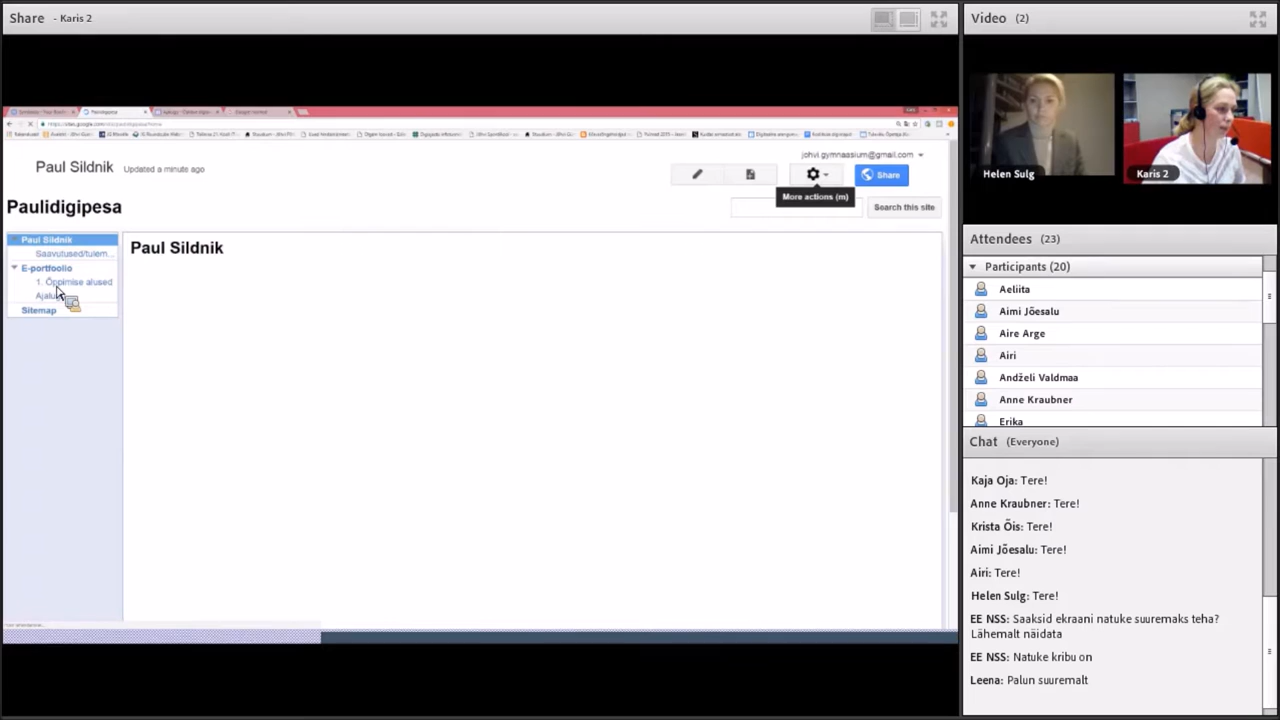 Share - Karis 2
Video (2)
Helen Sulg
Karis 2
Paul Sildnik Updated a minute ago
johvi.gymnaasium@gmail.com
Share
More actions (m)
Search this site
Paulidigipesa
Paul Sildnik
Saavutused/tulem...
E-portfoolio
1. Õppimise alused
Sitemap
Paul Sildnik
Attendees (23)
Participants (20)
Aeliita
Aimi Jõesalu
Aire Arge
Airi
Andželi Valdmaa
Anne Kraubner
Erika
Chat (Everyone)
Kaja Oja: Tere!
Anne Kraubner: Tere!
Krista Õis: Tere!
Aimi Jõesalu: Tere!
Airi: Tere!
Helen Sulg: Tere!
EE NSS: Saaksid ekraani natuke suuremaks teha?
Lähemalt näidata
EE NSS: Natuke kribu on
Leena: Palun suuremalt